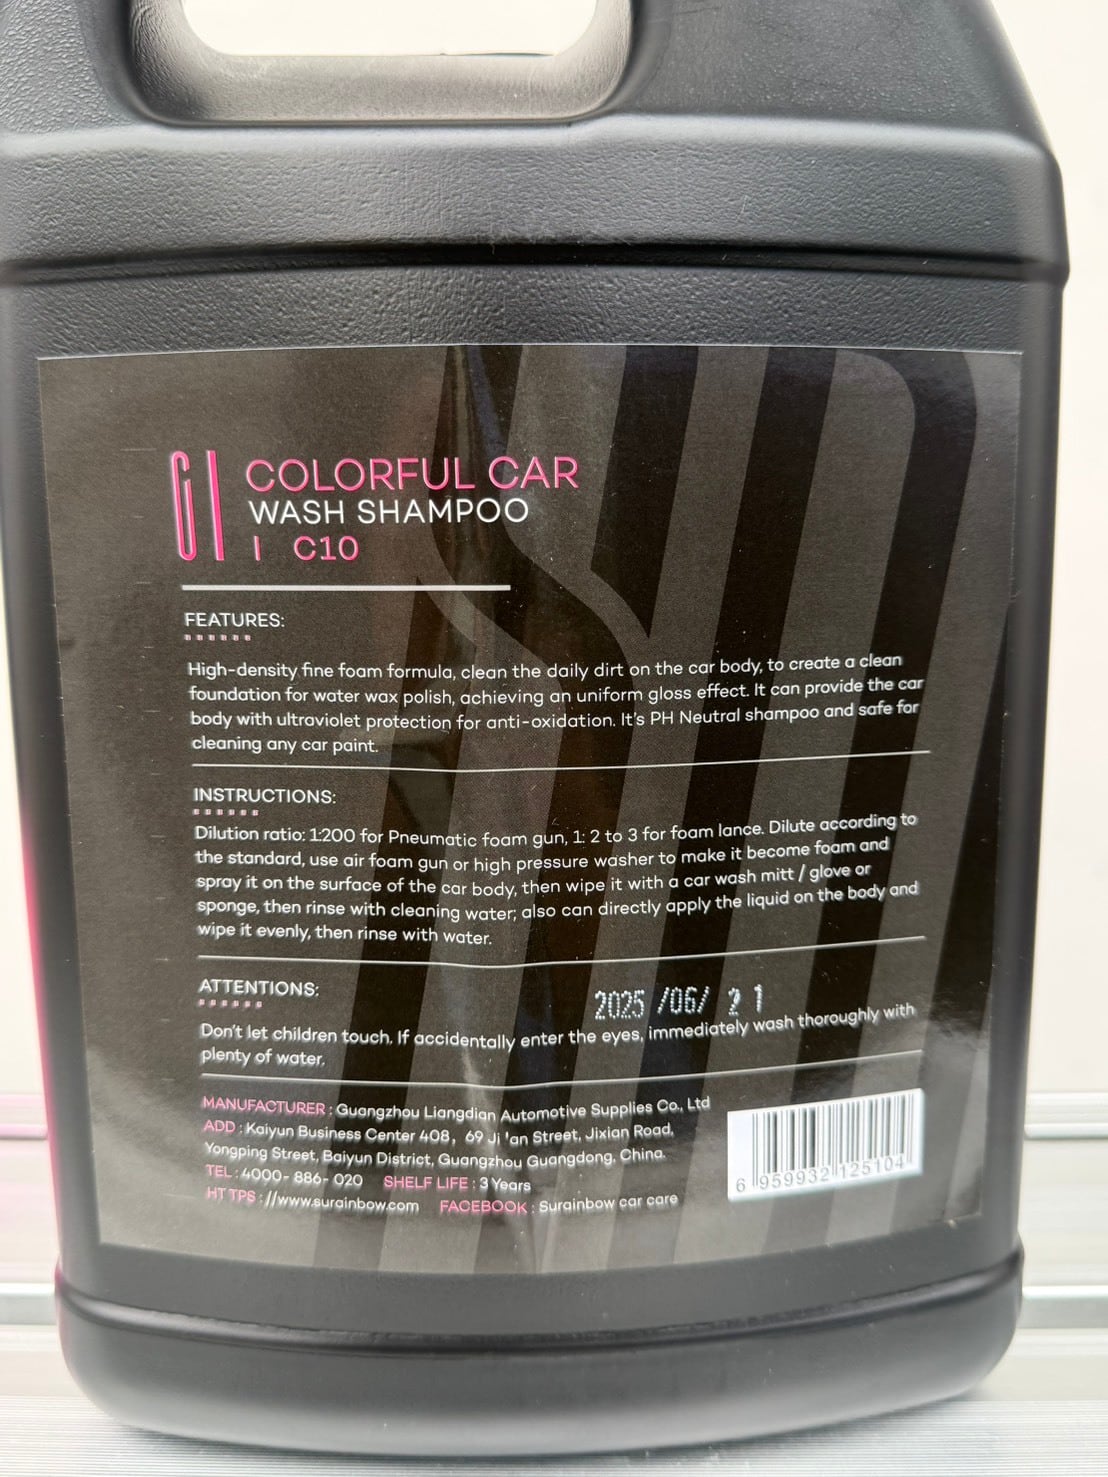 COLORFUL CAR
WASH SHAMPOO
| C10
FEATURES:
High-density fine foam formula, clean the daily dirt on the car body, to create a clean
foundation for water wax polish, achieving an uniform gloss effect. It can provide the car
body with ultraviolet protection for anti-oxidation. It's PH Neutral shampoo and safe for
cleaning any car paint.
INSTRUCTIONS:
Dilution ratio: 1:200 for Pneumatic foam gun, 1: 2 to 3 for foam lance. Dilute according to
the standard, use air foam gun or high pressure washer to make it become foam and
spray it on the surface of the car body, then wipe it with a car wash mitt / glove or
sponge, then rinse with cleaning water; also can directly apply the liquid on the body and
wipe it evenly, then rinse with water.
ATTENTIONS:
2025 /06/ 21
Don't let children touch. If accidentally enter the eyes, immediately wash thoroughly with
plenty of water.
MANUFACTURER : Guangzhou Liangdian Automotive Supplies Co., Ltd
ADD : Kaiyun Business Center 408, 69 Ji 'an Street, Jixian Road,
Yongping Street, Baiyun District, Guangzhou Guangdong, China.
TEL : 4000- 886- 020 SHELF LIFE : 3 Years
HTTPS : //www.surainbow.com FACEBOOK : Surainbow car care
6 959932 125104